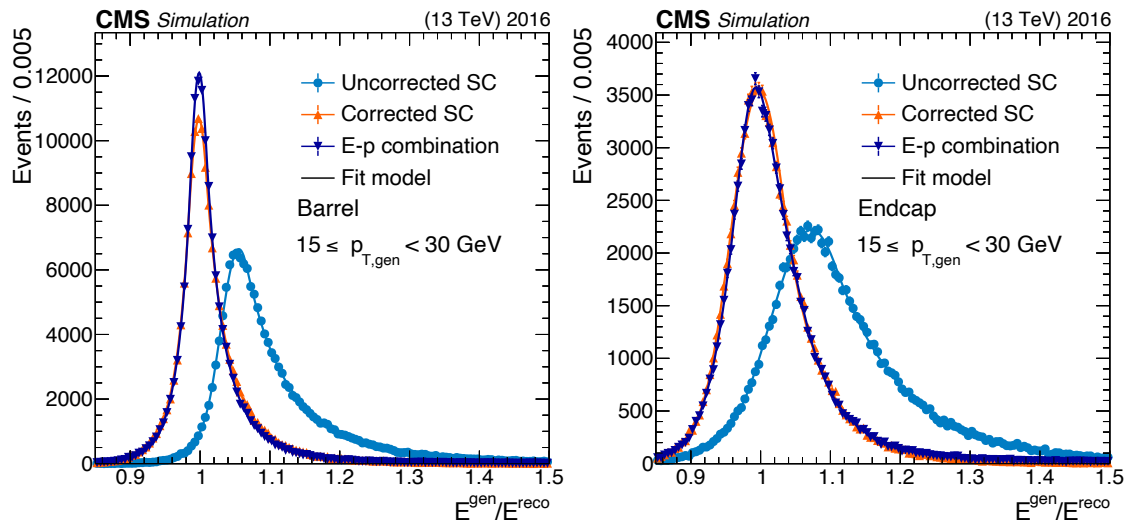 CMS Simulation (13 TeV) 2016
Events / 0.005
12000
10000
8000
6000
4000
2000
0
Uncorrected SC
Corrected SC
E-p combination
Fit model
Barrel
15 ≤ p_T,gen < 30 GeV
0.9 1 1.1 1.2 1.3 1.4 1.5
E^gen/E^reco
CMS Simulation (13 TeV) 2016
Events / 0.005
4000
3500
3000
2500
2000
1500
1000
500
0
Uncorrected SC
Corrected SC
E-p combination
Fit model
Endcap
15 ≤ p_T,gen < 30 GeV
0.9 1 1.1 1.2 1.3 1.4 1.5
E^gen/E^reco